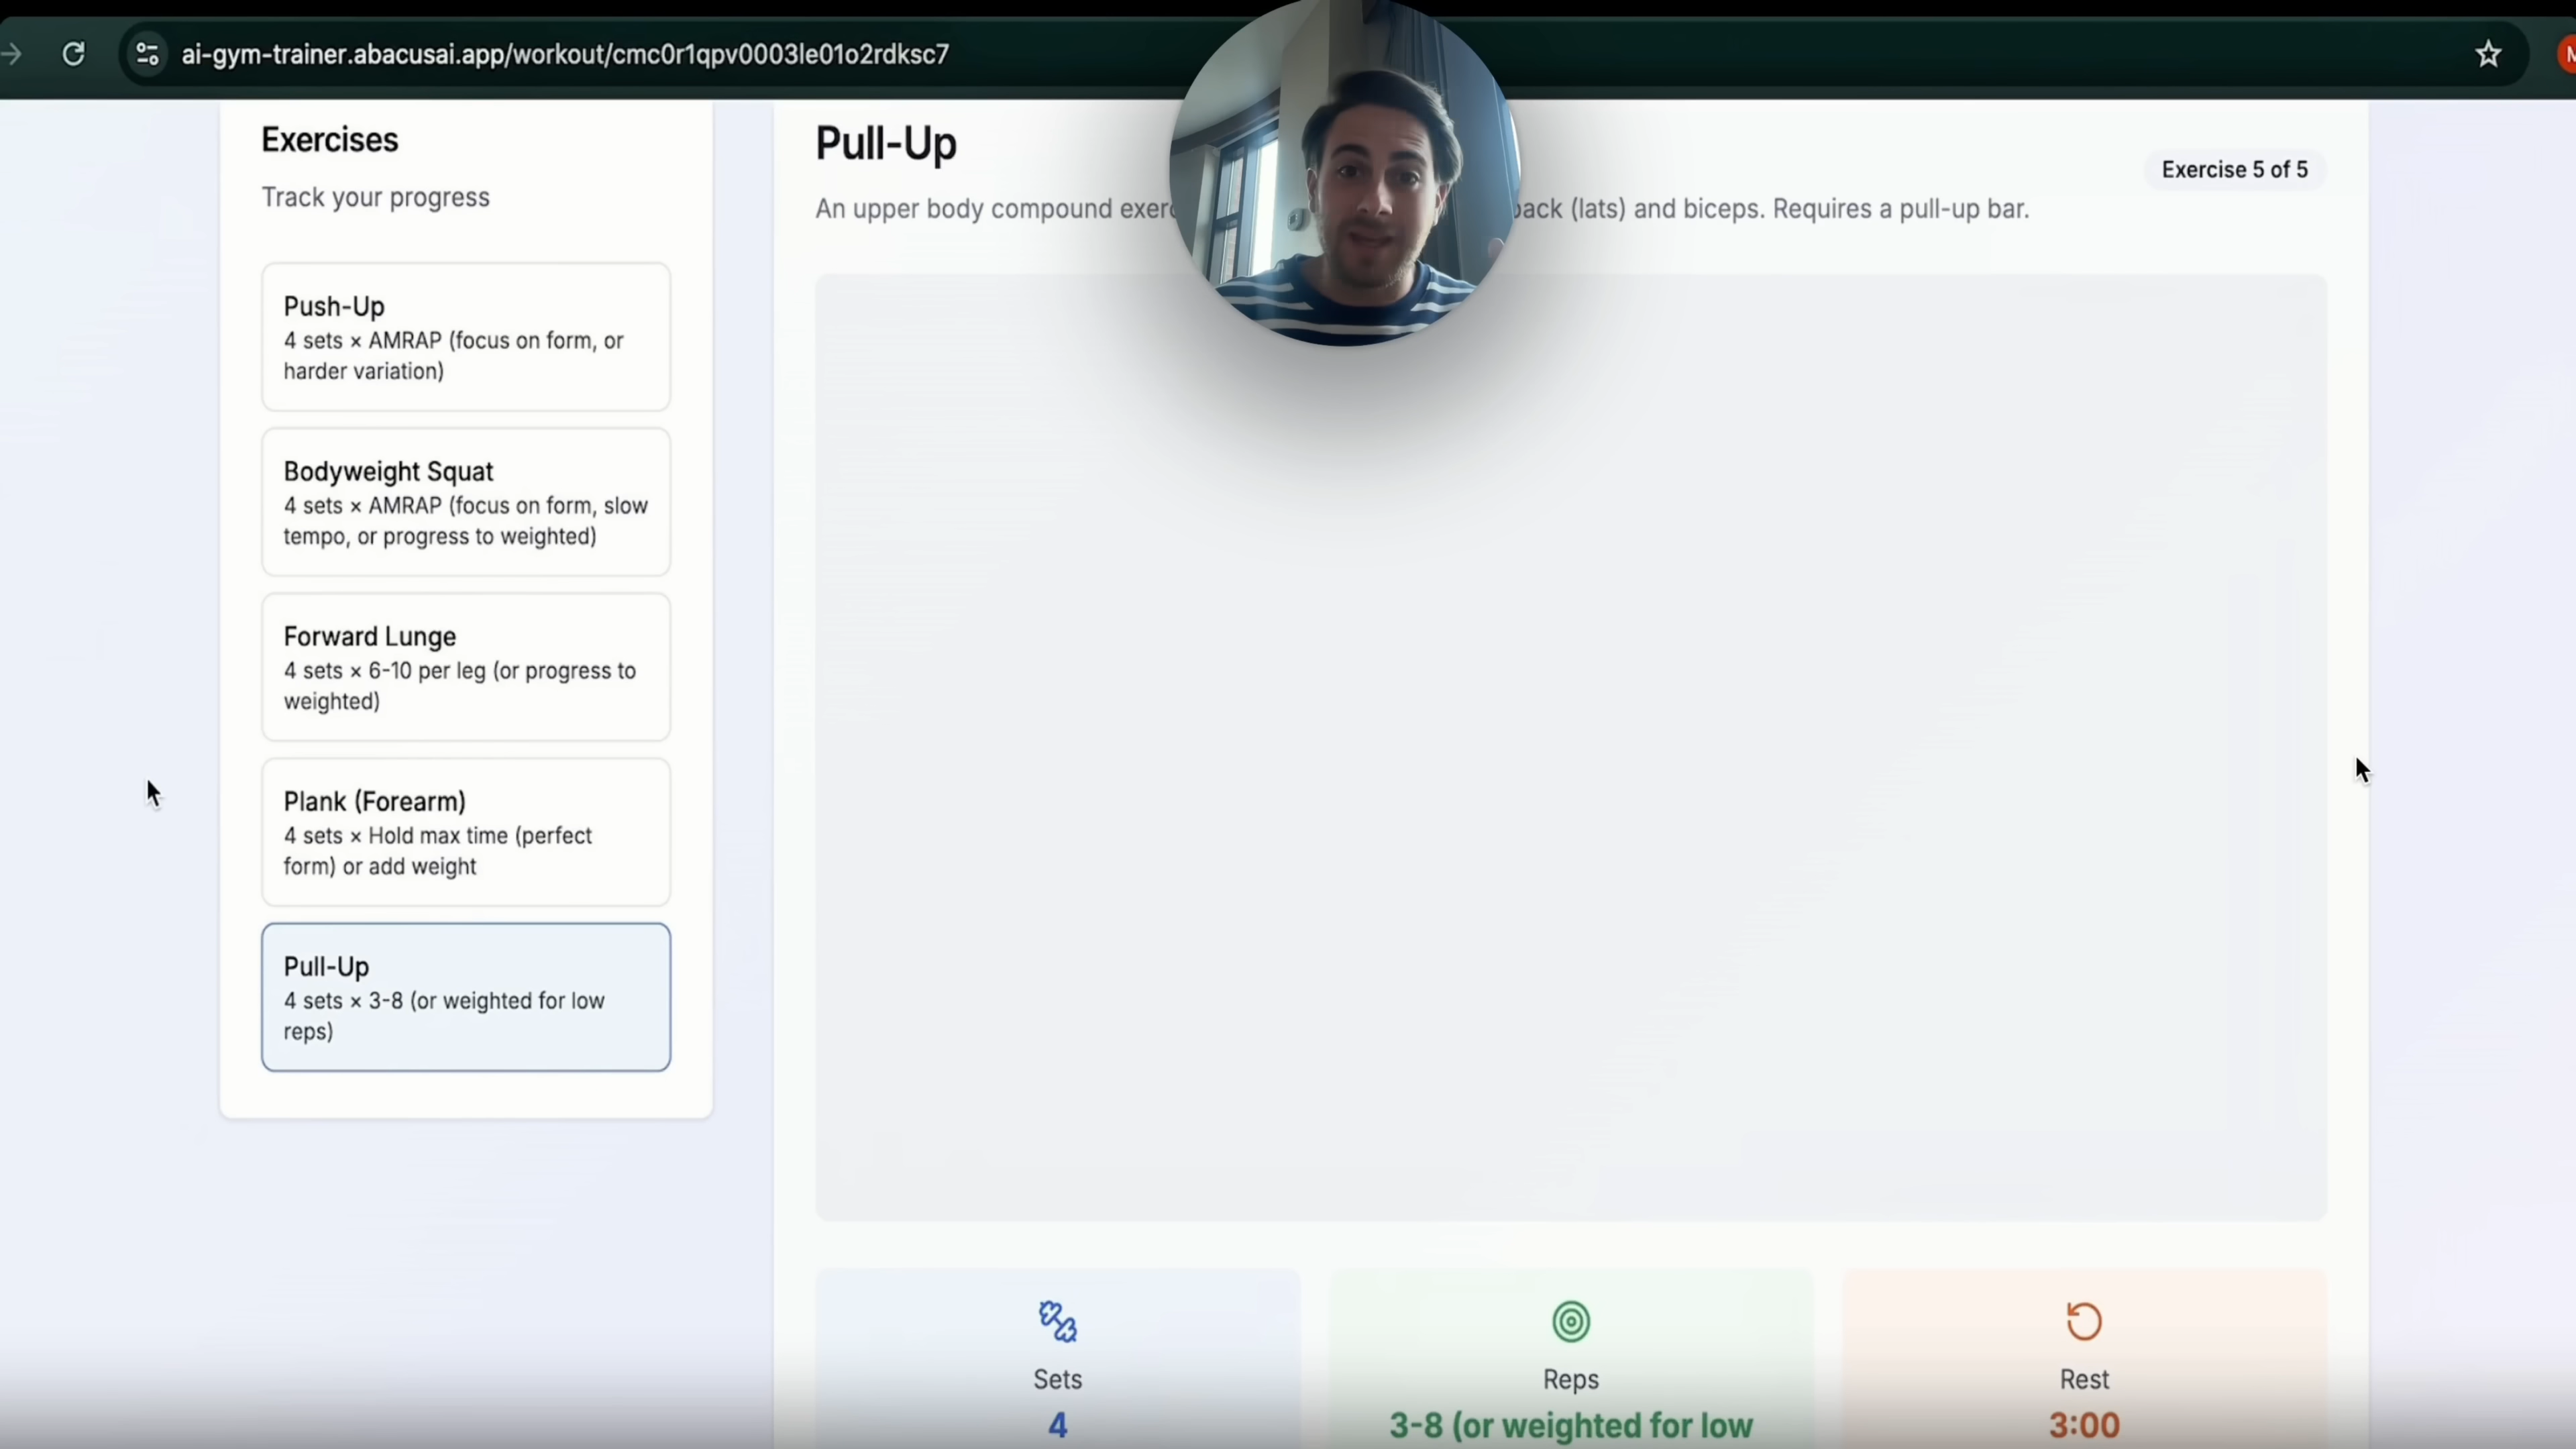 ai-gym-trainer.abacusai.app/workout/cmc0r1qpv0003le01o2rdksc7
Exercises
Track your progress
Push-Up
4 sets × AMRAP (focus on form, or
harder variation)
Bodyweight Squat
4 sets × AMRAP (focus on form, slow
tempo, or progress to weighted)
Forward Lunge
4 sets × 6-10 per leg (or progress to
weighted)
Plank (Forearm)
4 sets × Hold max time (perfect
form) or add weight
Pull-Up
4 sets × 3-8 (or weighted for low
reps)
Pull-Up
Exercise 5 of 5
An upper body compound (lats) and biceps. Requires a pull-up bar.
Sets
4
Reps
3-8 (or weighted for low
Rest
3:00